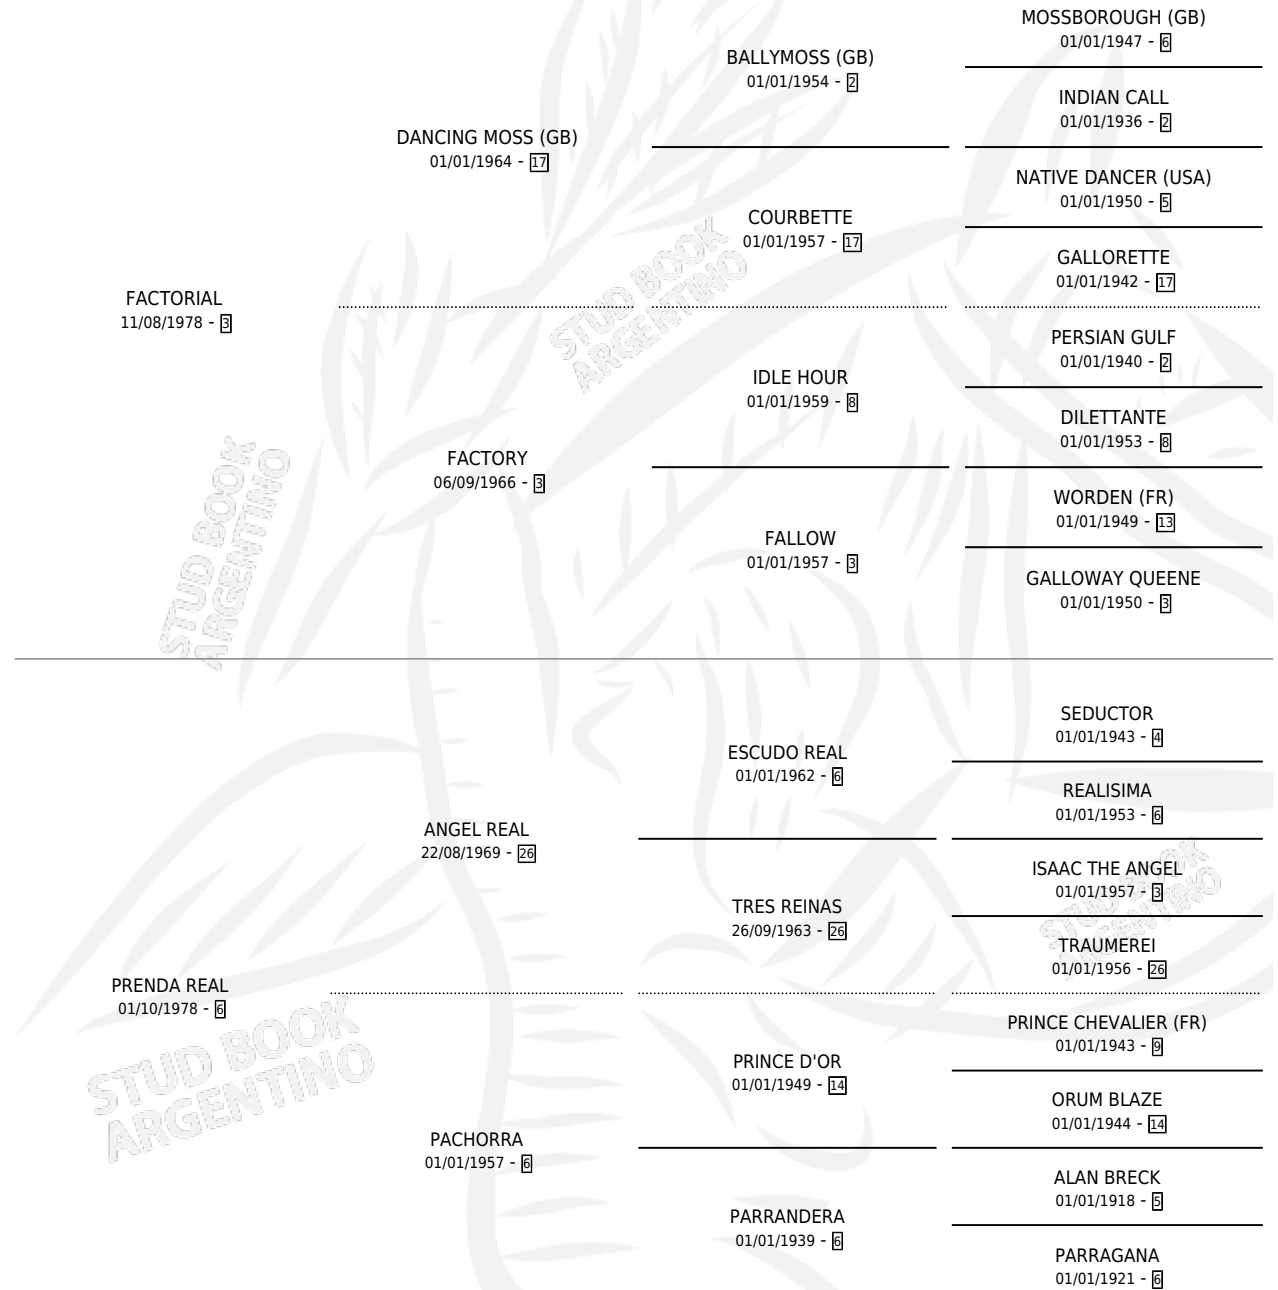 MOSSBOROUGH (GB)
01/01/1947 - 6
BALLYMOSS (GB)
01/01/1954 - 2
INDIAN CALL
01/01/1936 - 2
DANCING MOSS (GB)
01/01/1964 - 17
NATIVE DANCER (USA)
01/01/1950 - 5
COURBETTE
01/01/1957 - 17
GALLORETTE
01/01/1942 - 17
FACTORIAL
11/08/1978 - 3
PERSIAN GULF
01/01/1940 - 2
IDLE HOUR
01/01/1959 - 8
DILETTANTE
01/01/1953 - 8
FACTORY
06/09/1966 - 3
WORDEN (FR)
01/01/1949 - 13
FALLOW
01/01/1957 - 3
GALLOWAY QUEENE
01/01/1950 - 3
STUD BOOK
ARGENTINO
STUD BOOK
ARGENTINO
SEDUCTOR
01/01/1943 - 4
ESCUDO REAL
01/01/1962 - 6
REALISIMA
01/01/1953 - 6
ANGEL REAL
22/08/1969 - 26
ISAAC THE ANGEL
01/01/1957 - 3
TRES REINAS
26/09/1963 - 26
TRAUMEREI
01/01/1956 - 26
PRENDA REAL
01/10/1978 - 6
PRINCE CHEVALIER (FR)
01/01/1943 - 9
PRINCE D'OR
01/01/1949 - 14
ORUM BLAZE
01/01/1944 - 14
PACHORRA
01/01/1957 - 6
ALAN BRECK
01/01/1918 - 5
PARRANDERA
01/01/1939 - 6
PARRAGANA
01/01/1921 - 6
STUD BOOK
ARGENTINO
STUD BOOK
ARGENTINO